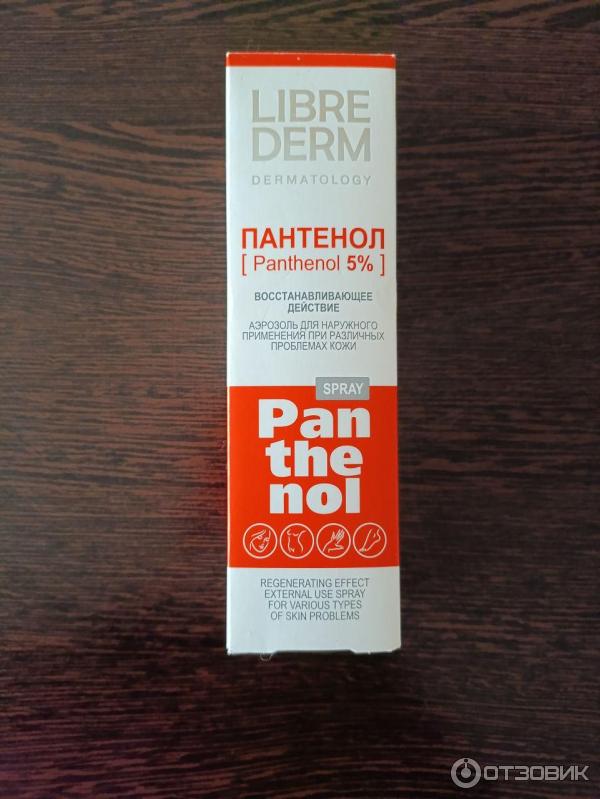 LIBRE
DERM
DERMATOLOGY
ПАНТЕНОЛ
[ Panthenol 5% ]
ВОССТАНАВЛИВАЮЩЕЕ
ДЕЙСТВИЕ
АЭРОЗОЛЬ ДЛЯ НАРУЖНОГО
ПРИМЕНЕНИЯ ПРИ РАЗЛИЧНЫХ
ПРОБЛЕМАХ КОЖИ
SPRAY
Pan
the
nol
REGENERATING EFFECT
EXTERNAL USE SPRAY
FOR VARIOUS TYPES
OF SKIN PROBLEMS
ОТЗОВИК